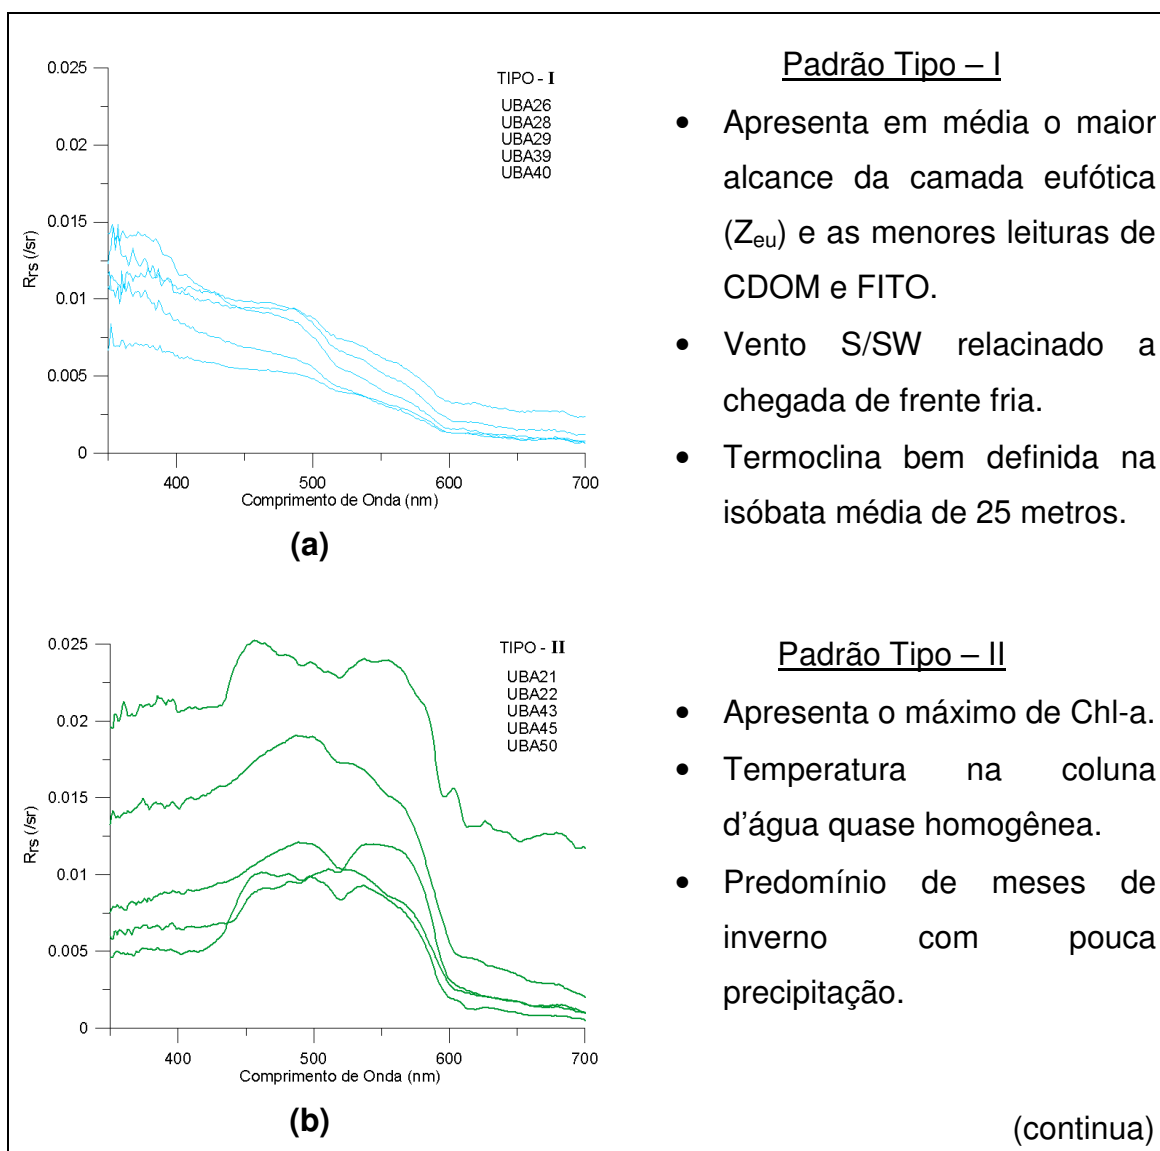 0.025
0.02
0.015
0.01
0.005
0
Rrs (/sr)
400
500
600
700
Comprimento de Onda (nm)
TIPO - I
UBA26
UBA28
UBA29
UBA39
UBA40
(a)
Padrão Tipo – I
• Apresenta em média o maior
alcance da camada eufótica
(Zeu) e as menores leituras de
CDOM e FITO.
• Vento S/SW relacinado a
chegada de frente fria.
• Termoclina bem definida na
isóbata média de 25 metros.
0.025
0.02
0.015
0.01
0.005
0
Rrs (/sr)
400
500
600
700
Comprimento de Onda (nm)
TIPO - II
UBA21
UBA22
UBA43
UBA45
UBA50
(b)
Padrão Tipo – II
• Apresenta o máximo de Chl-a.
• Temperatura na coluna
d’água quase homogênea.
• Predomínio de meses de
inverno com pouca
precipitação.
(continua)